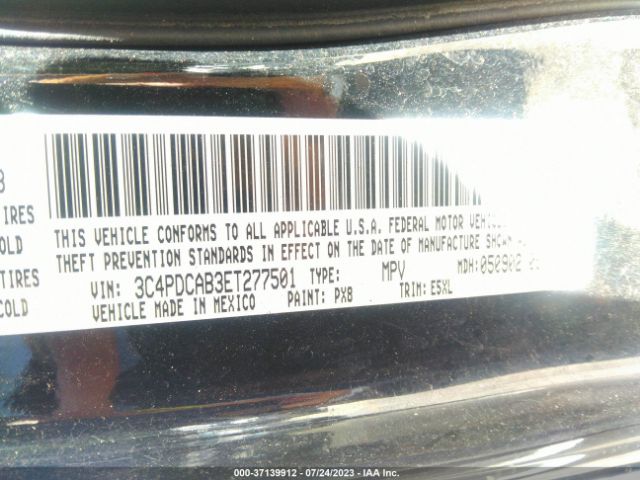 IRES
OLD
IRES
COLD
THIS VEHICLE CONFORMS TO ALL APPLICABLE U.S.A. FEDERAL MOTOR
THEFT PREVENTION STANDARDS IN EFFECT ON THE DATE OF MANUFACTURE
VIN: 3C4PDCAB3ET277501 TYPE: MPV MDH:
VEHICLE MADE IN MEXICO PAINT: PX8 TRIM: E5XL
000-37139912 - 07/24/2023 - IAA Inc.